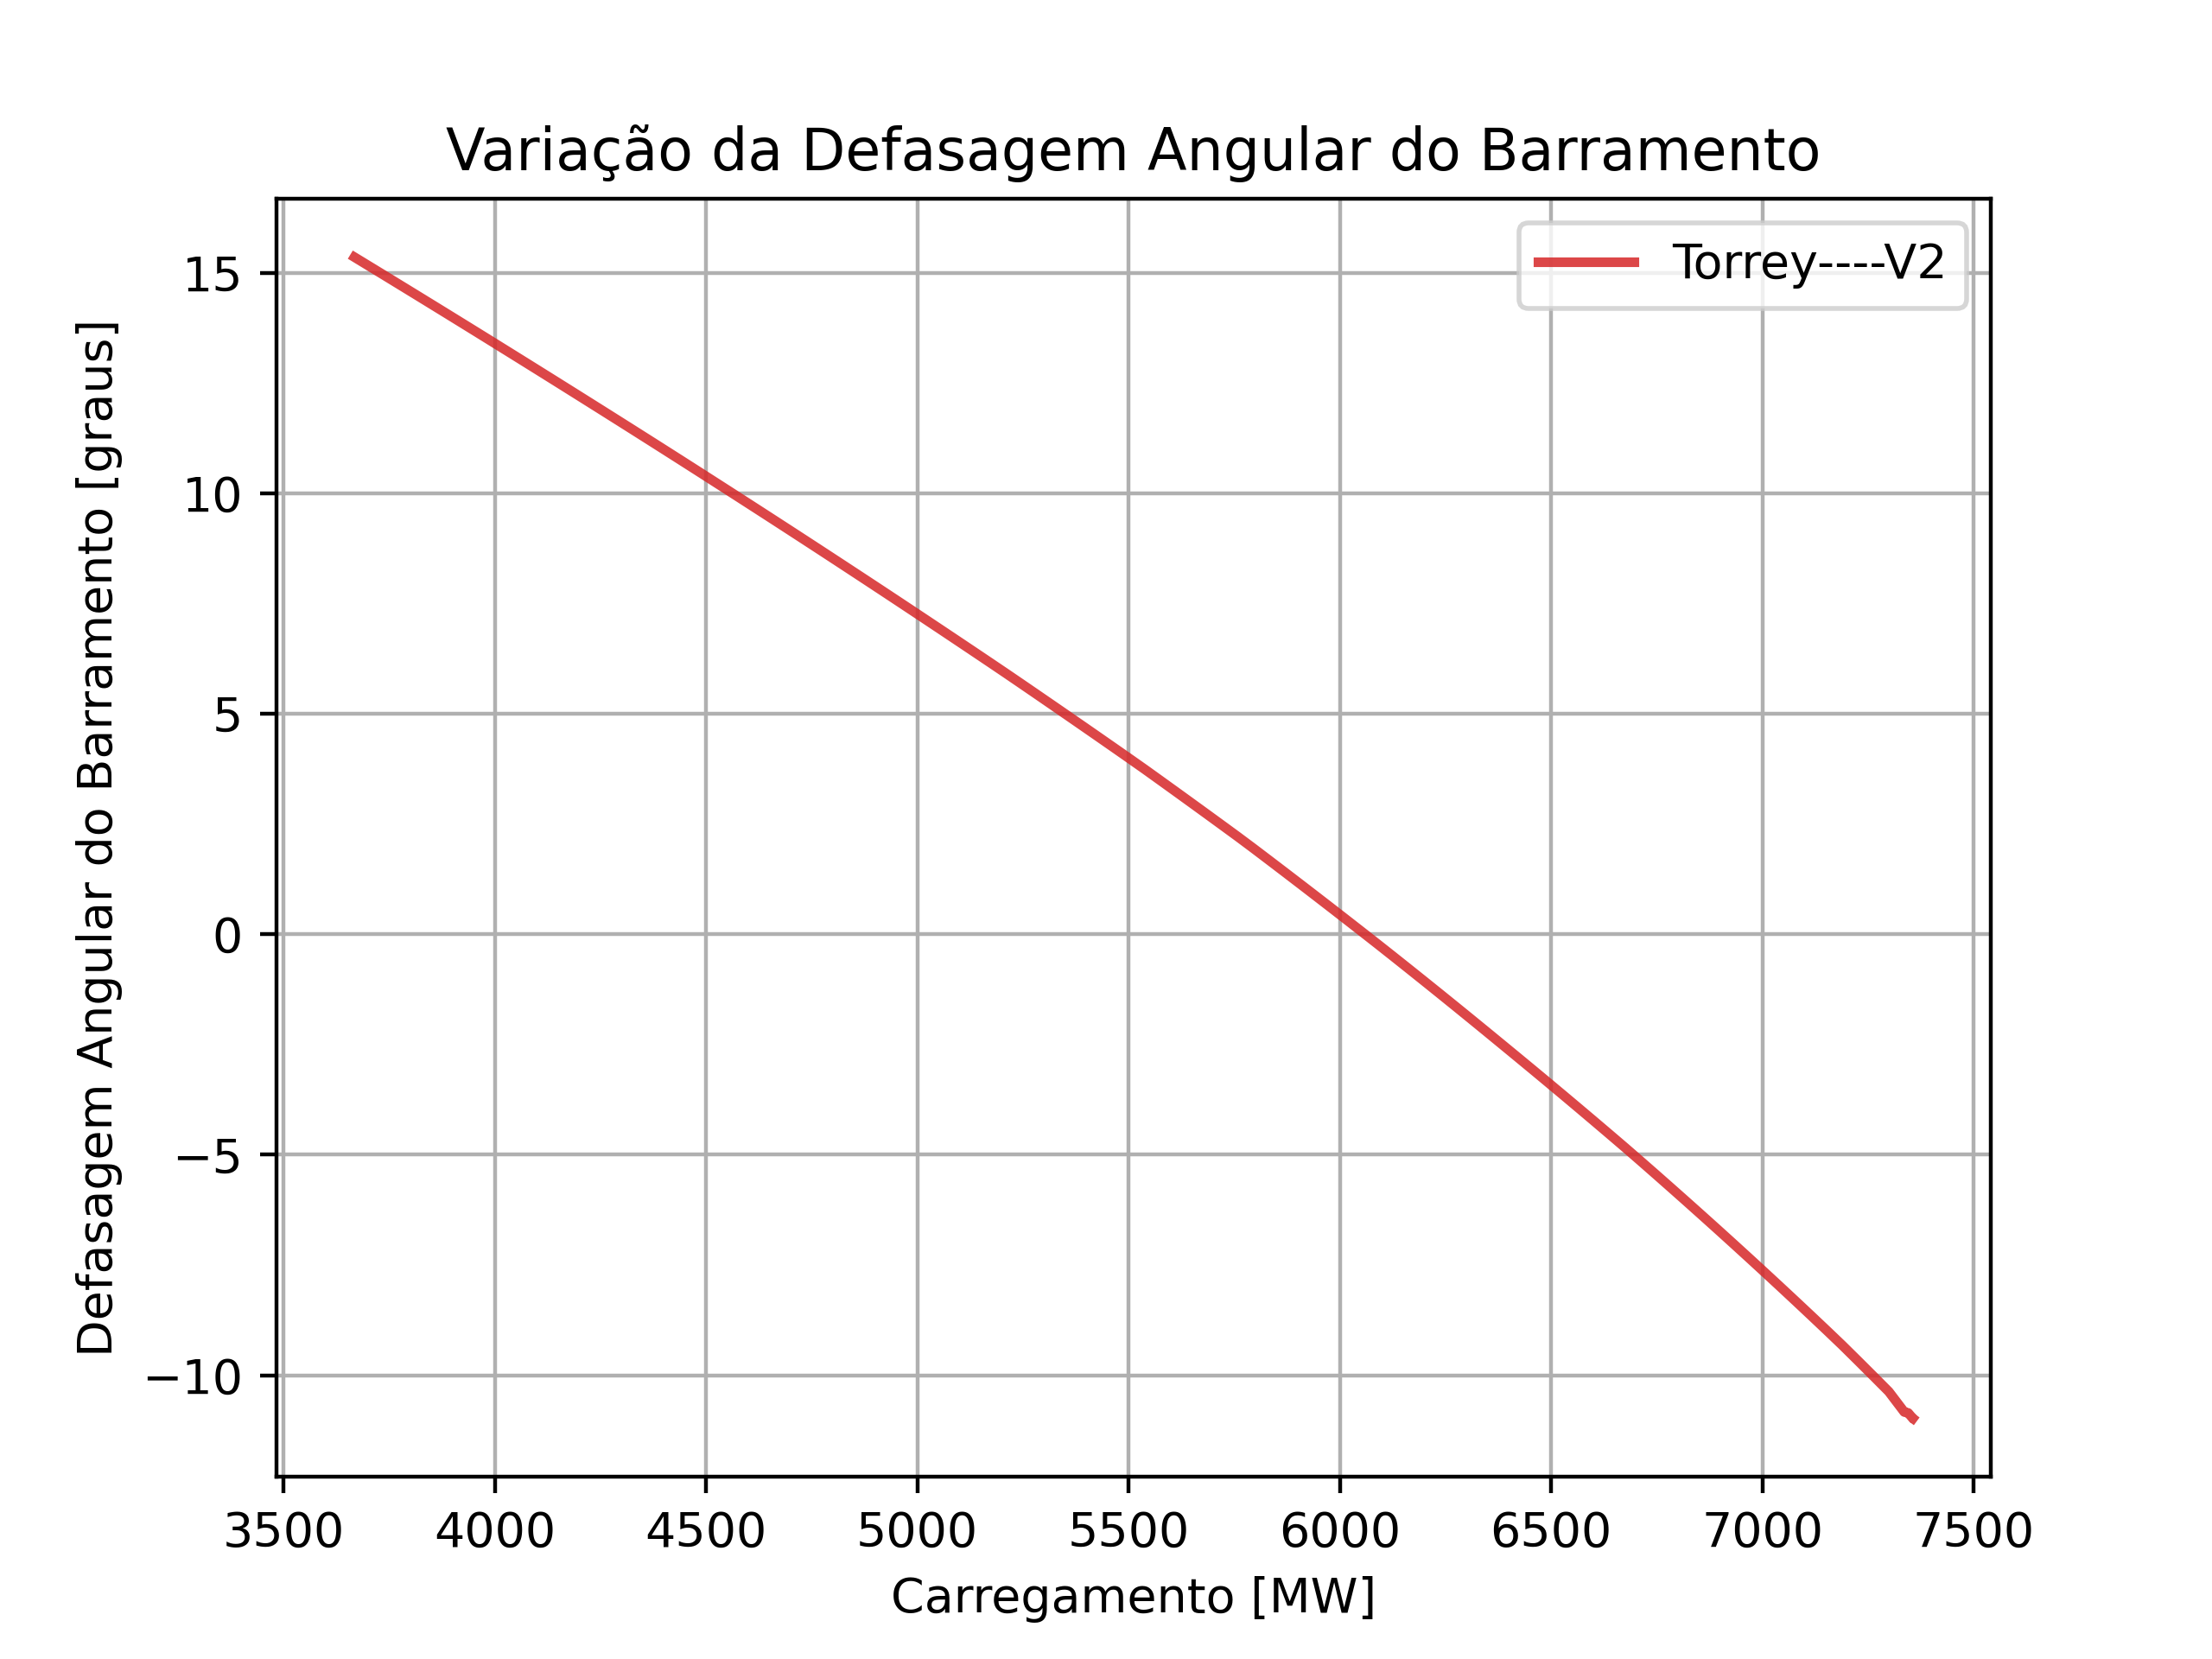 Variação da Defasagem Angular do Barramento
Torrey----V2
Defasagem Angular do Barramento [graus]
15
10
5
0
−5
−10
3500 4000 4500 5000 5500 6000 6500 7000 7500
Carregamento [MW]